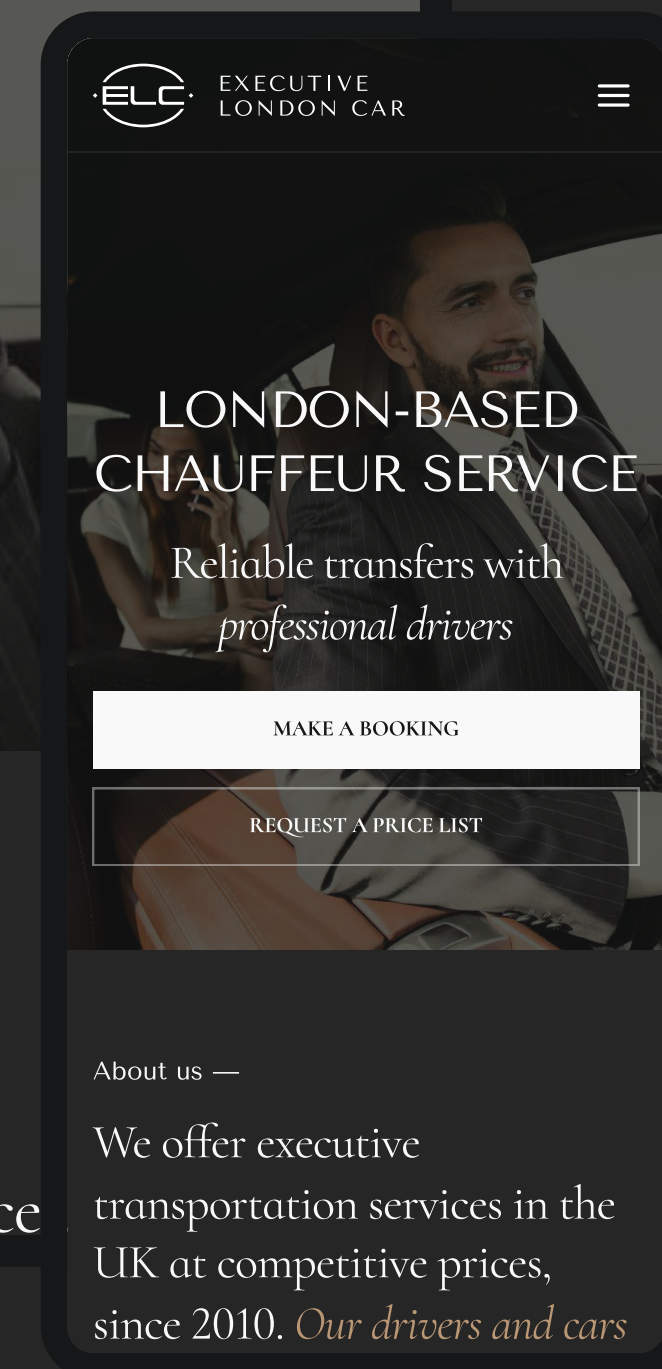 ELC
EXECUTIVE
LONDON CAR
LONDON-BASED
CHAUFFEUR SERVICE
Reliable transfers with
professional drivers
MAKE A BOOKING
REQUEST A PRICE LIST
About us —
We offer executive
transportation services in the
UK at competitive prices,
since 2010. Our drivers and cars
ce